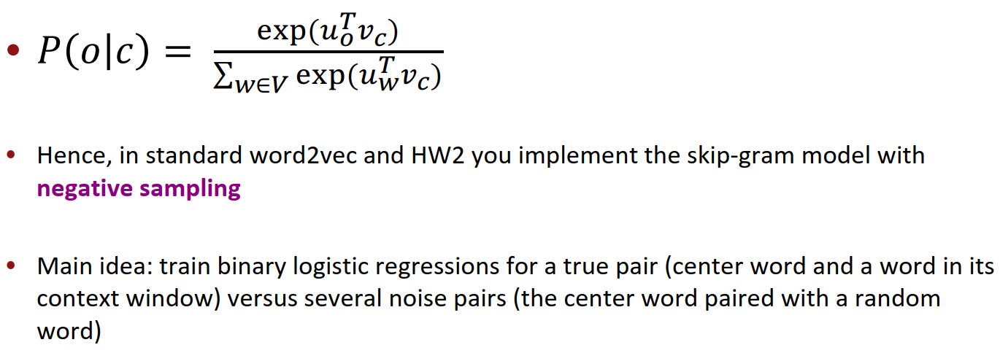 • P(o|c) = \frac{\exp(u_o^T v_c)}{\sum_{w∈V} \exp(u_w^T v_c)}
• Hence, in standard word2vec and HW2 you implement the skip-gram model with
negative sampling
• Main idea: train binary logistic regressions for a true pair (center word and a word in its
context window) versus several noise pairs (the center word paired with a random
word)